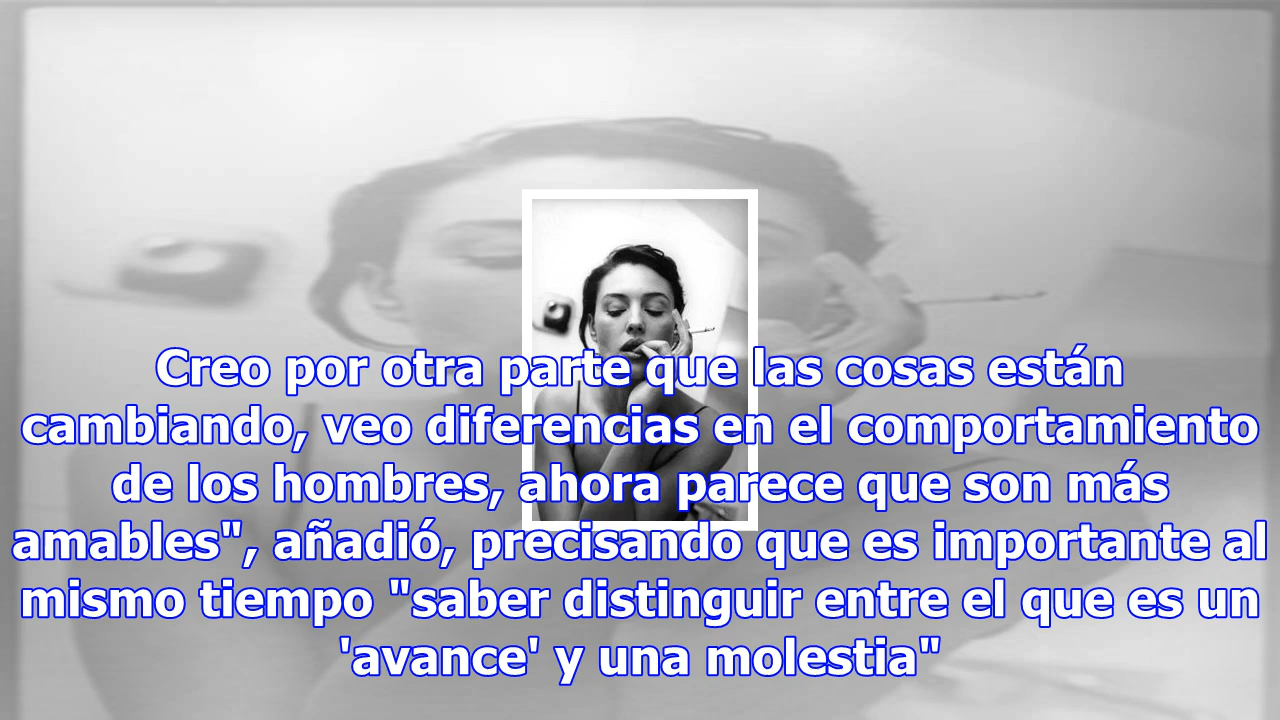 Creo por otra parte que las cosas están
cambiando, veo diferencias en el comportamiento
de los hombres, ahora parece que son más
amables", añadió, precisando que es importante al
mismo tiempo "saber distinguir entre el que es un
'avance' y una molestia"